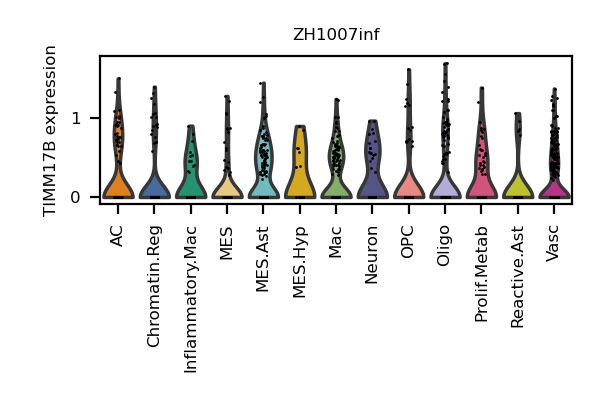 ZH1007inf
TIMM17B expression
1
0
AC
Chromatin.Reg
Inflammatory.Mac
MES
MES.Ast
MES.Hyp
Mac
Neuron
OPC
Oligo
Prolif.Metab
Reactive.Ast
Vasc